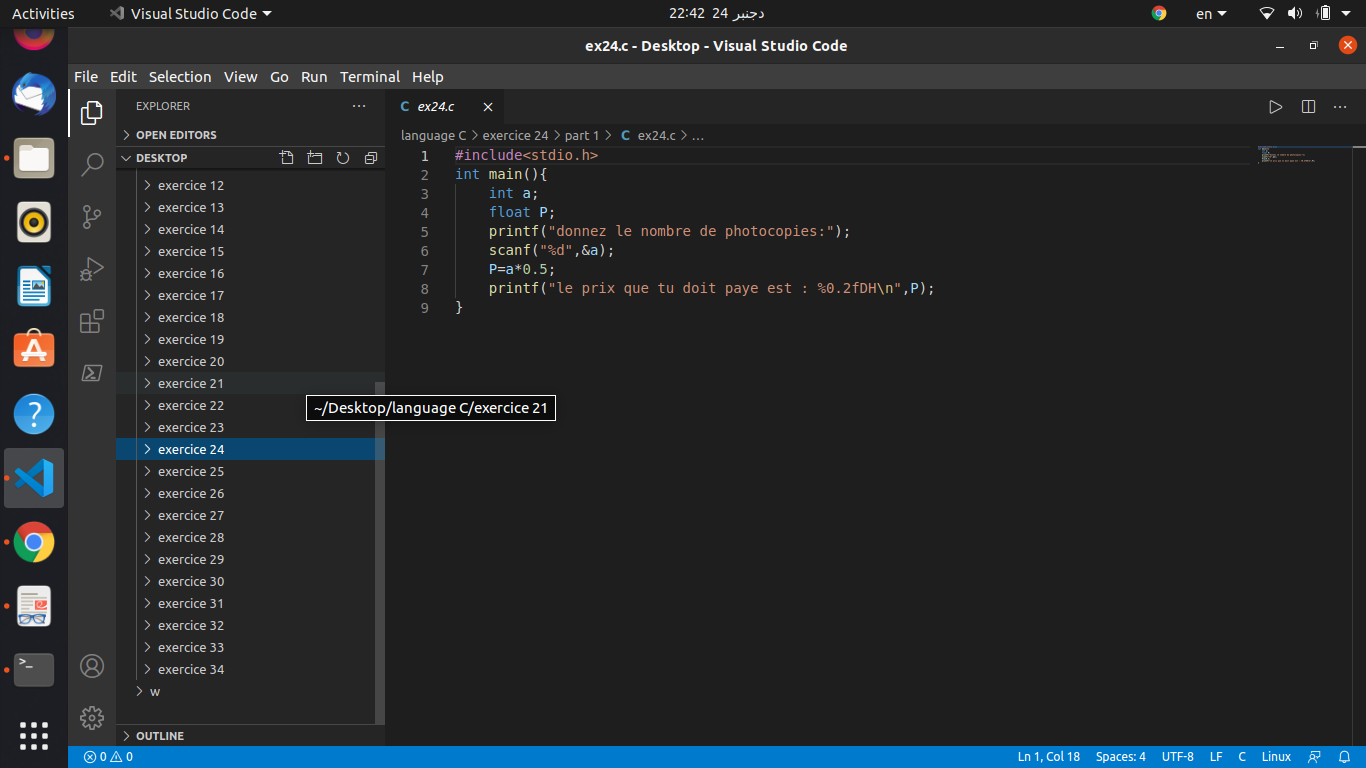 Activities
Visual Studio Code
22:42 24 دجنبر
en
ex24.c - Desktop - Visual Studio Code
File Edit Selection View Go Run Terminal Help
EXPLORER
OPEN EDITORS
DESKTOP
exercice 12
exercice 13
exercice 14
exercice 15
exercice 16
exercice 17
exercice 18
exercice 19
exercice 20
exercice 21
exercice 22
exercice 23
exercice 24
exercice 25
exercice 26
exercice 27
exercice 28
exercice 29
exercice 30
exercice 31
exercice 32
exercice 33
exercice 34
w
OUTLINE
~/Desktop/language C/exercice 21
C ex24.c
language C > exercice 24 > part 1 > C ex24.c > ...
1 #include<stdio.h>
2 int main(){
3 int a;
4 float P;
5 printf("donnez le nombre de photocopies:");
6 scanf("%d",&a);
7 P=a*0.5;
8 printf("le prix que tu doit paye est : %0.2fDH\n",P);
9 }
0 0
Ln 1, Col 18 Spaces: 4 UTF-8 LF C Linux